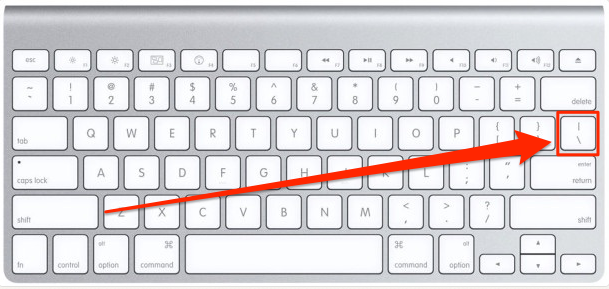 esc F1 F2 F3 F4 F5 F6 F7 F8 F9 F10 F11 F12
~ ! @ # $ % ^ & * ( ) _ +
` 1 2 3 4 5 6 7 8 9 0 - = delete
tab Q W E R T Y U I O P { } |
[ \
caps lock A S D F G H J K L : " enter
; ' return
shift Z X C V B N M < > ? shift
, . /
alt ⌘ ⌘ alt
fn control option command command option